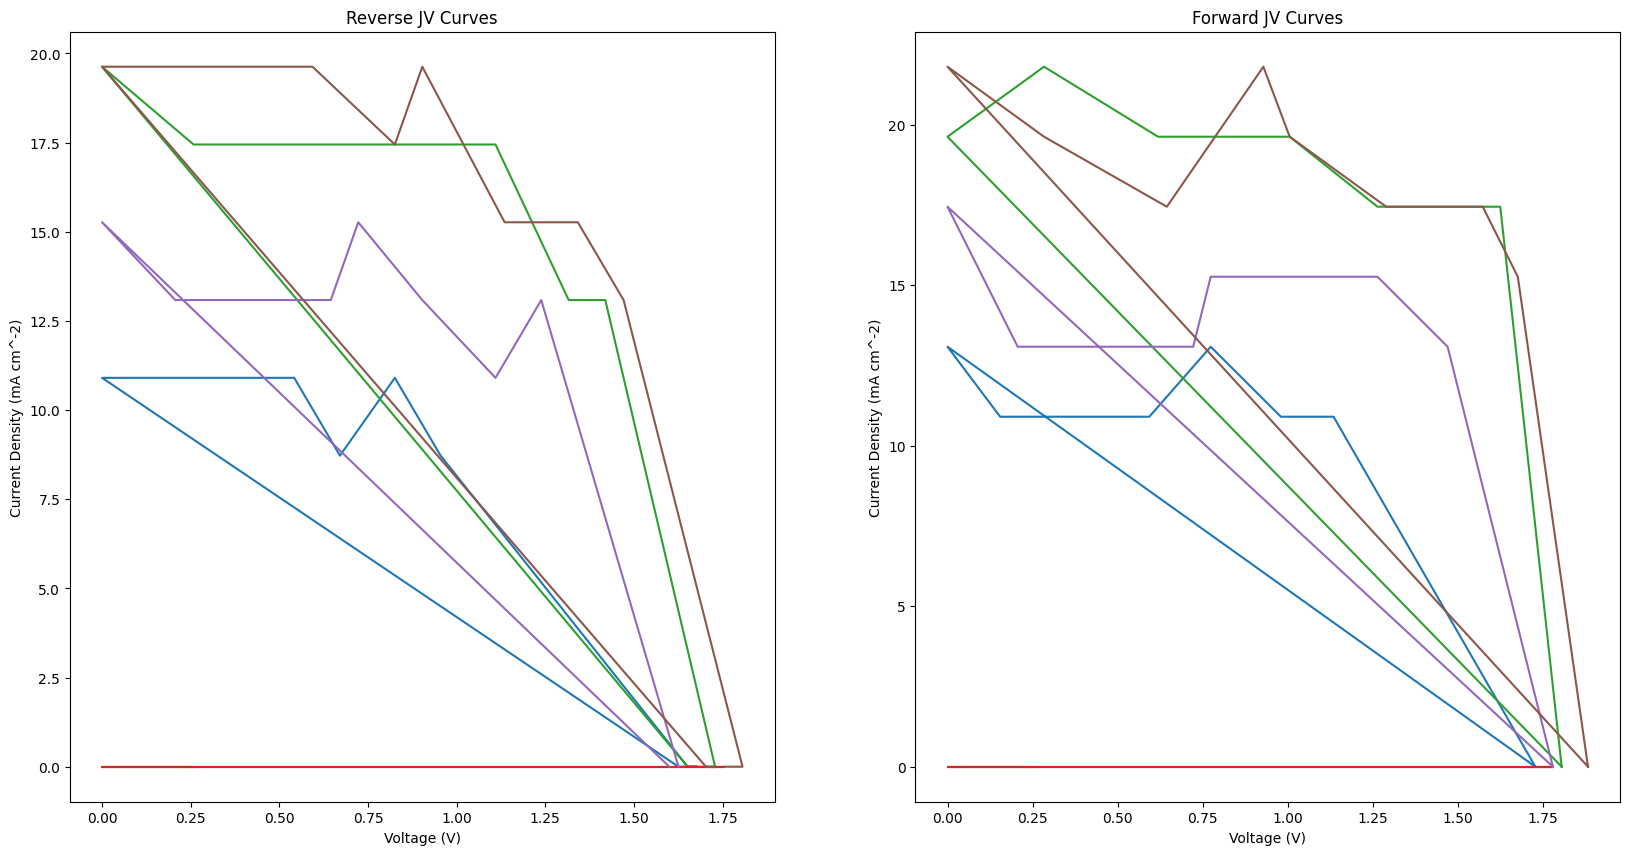 Reverse JV Curves
Current Density (mA cm^-2)
20.0
17.5
15.0
12.5
10.0
7.5
5.0
2.5
0.0
0.00 0.25 0.50 0.75 1.00 1.25 1.50 1.75
Voltage (V)
Forward JV Curves
Current Density (mA cm^-2)
20
15
10
5
0
0.00 0.25 0.50 0.75 1.00 1.25 1.50 1.75
Voltage (V)